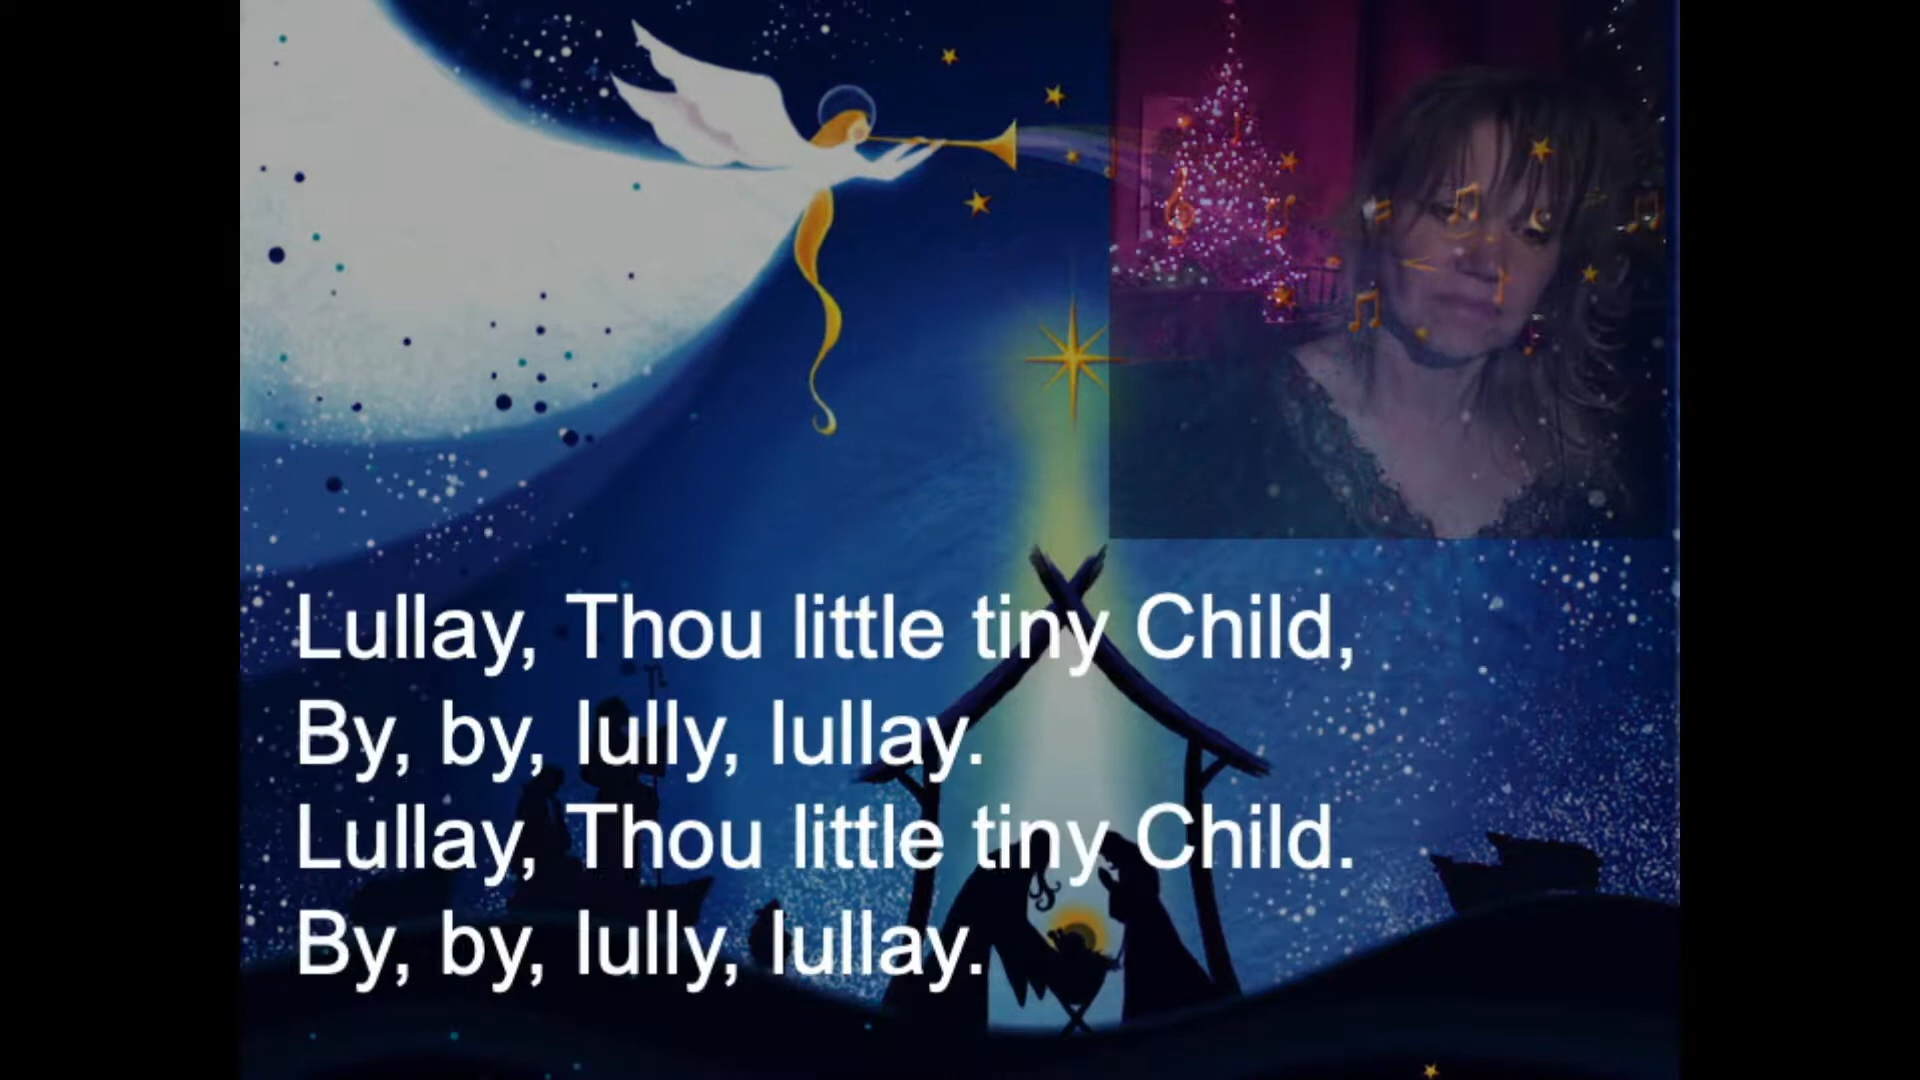 Lullay, Thou little tiny Child,
By, by, lully, lullay.
Lullay, Thou little tiny Child.
By, by, lully, lullay.